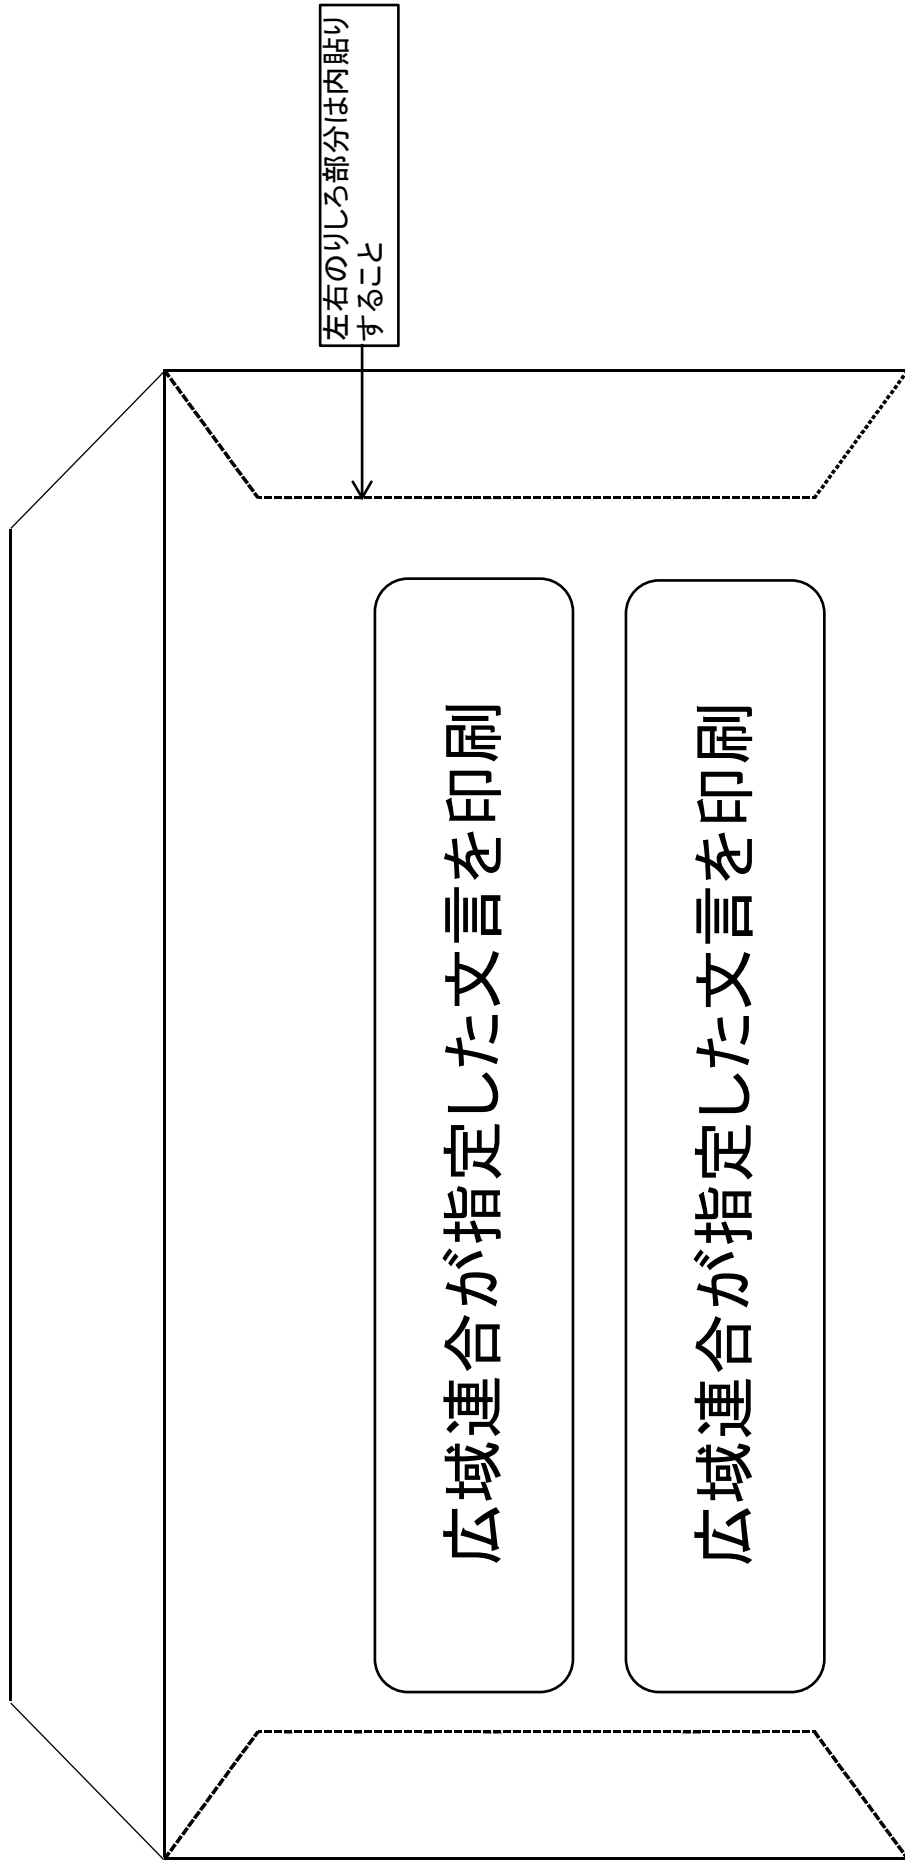 左右のりしろ部分は内貼り
すること
広域連合が指定した文言を印刷
広域連合が指定した文言を印刷